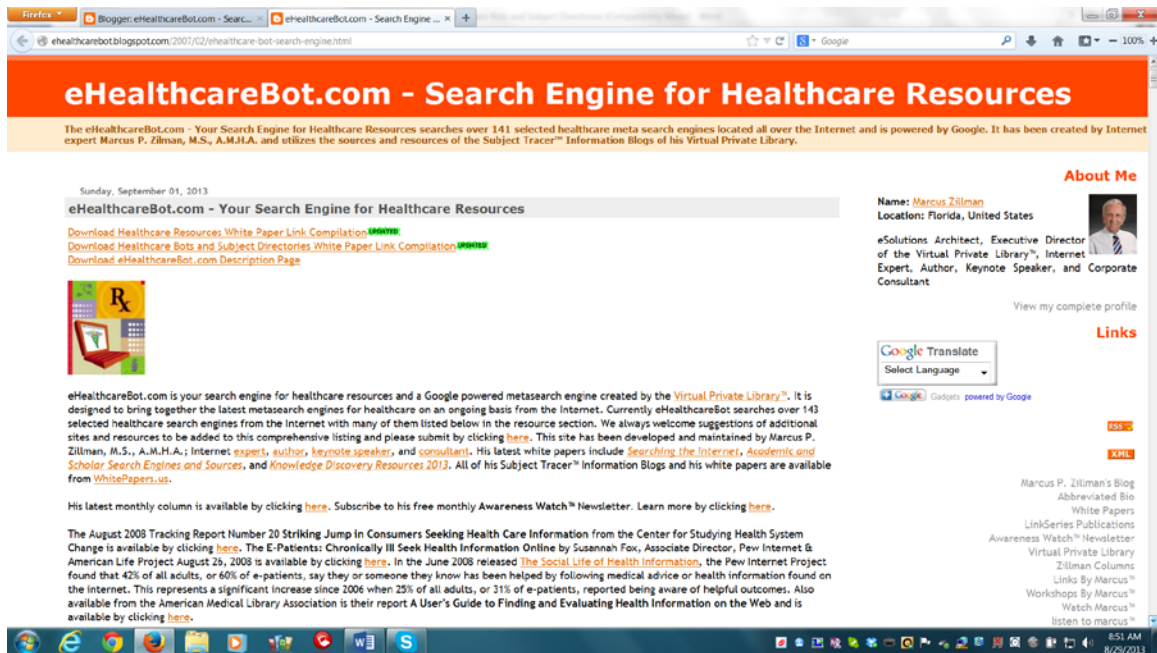 Firefox
Blogger: eHealthcareBot.com - Searc...
eHealthcareBot.com - Search Engine ...
ehealthcarebot.blogspot.com/2007/02/ehealthcare-bot-search-engine.html
Google
100%
eHealthcareBot.com - Search Engine for Healthcare Resources
The eHealthcareBot.com - Your Search Engine for Healthcare Resources searches over 141 selected healthcare meta search engines located all over the Internet and is powered by Google. It has been created by Internet
expert Marcus P. Zilman, M.S., A.M.H.A. and utilizes the sources and resources of the Subject Tracer™ Information Blogs of his Virtual Private Library.
Sunday, September 01, 2013
eHealthcareBot.com - Your Search Engine for Healthcare Resources
Download Healthcare Resources White Paper Link Compilation UPDATED
Download Healthcare Bots and Subject Directories White Paper Link Compilation UPDATED
Download eHealthcareBot.com Description Page
Rx
eHealthcareBot.com is your search engine for healthcare resources and a Google powered metasearch engine created by the Virtual Private Library™. It is
designed to bring together the latest metasearch engines for healthcare on an ongoing basis from the Internet. Currently eHealthcareBot searches over 143
selected healthcare search engines from the Internet with many of them listed below in the resource section. We always welcome suggestions of additional
sites and resources to be added to this comprehensive listing and please submit by clicking here. This site has been developed and maintained by Marcus P.
Zillman, M.S., A.M.H.A.; Internet expert, author, keynote speaker, and consultant. His latest white papers include Searching the Internet, Academic and
Scholar Search Engines and Sources, and Knowledge Discovery Resources 2013. All of his Subject Tracer™ Information Blogs and his white papers are available
from WhitePapers.us.
His latest monthly column is available by clicking here. Subscribe to his free monthly Awareness Watch™ Newsletter. Learn more by clicking here.
The August 2008 Tracking Report Number 20 Striking Jump in Consumers Seeking Health Care Information from the Center for Studying Health System
Change is available by clicking here. The E-Patients: Chronically Ill Seek Health Information Online by Susannah Fox, Associate Director, Pew Internet &
American Life Project August 26, 2008 is available by clicking here. In the June 2008 released The Social Life of Health Information, the Pew Internet Project
found that 42% of all adults, or 60% of e-patients, say they or someone they know has been helped by following medical advice or health information found on
the internet. This represents a significant increase since 2006 when 25% of all adults, or 31% of e-patients, reported being aware of helpful outcomes. Also
available from the American Medical Library Association is their report A User's Guide to Finding and Evaluating Health Information on the Web and is
available by clicking here.
About Me
Name: Marcus Zillman
Location: Florida, United States
eSolutions Architect, Executive Director
of the Virtual Private Library™, Internet
Expert, Author, Keynote Speaker, and Corporate
Consultant
View my complete profile
Links
Google Translate
Select Language
Google Gadgets powered by Google
RSS
XML
Marcus P. Zillman's Blog
Abbreviated Bio
White Papers
LinkSeries Publications
Awareness Watch™ Newsletter
Virtual Private Library
Zillman Columns
Links By Marcus™
Workshops By Marcus™
Watch Marcus™
listen to marcus™
8:51 AM
8/29/2013